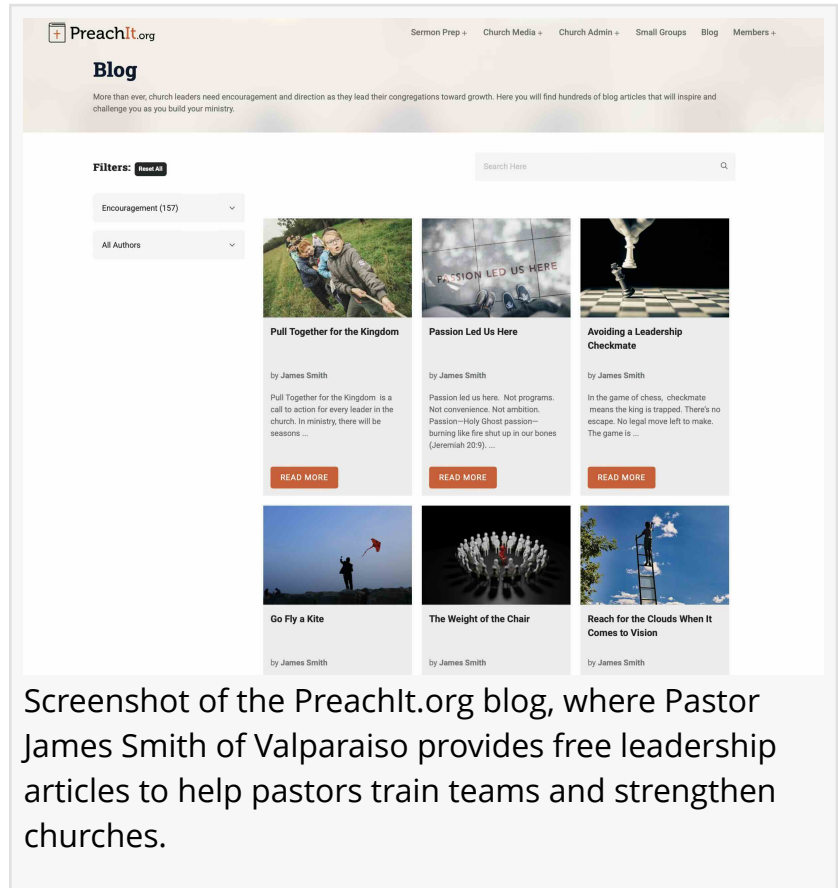 PreachIt.org
Sermon Prep +
Church Media +
Church Admin +
Small Groups
Blog
Members +
Blog
More than ever, church leaders need encouragement and direction as they lead their congregations toward growth. Here you will find hundreds of blog articles that will inspire and
challenge you as you build your ministry.
Filters: Reset All
Search Here
Encouragement (157)
All Authors
PASSION LED US HERE
Pull Together for the Kingdom
by James Smith
Pull Together for the Kingdom is a
call to action for every leader in the
church. In ministry, there will be
seasons ...
READ MORE
Passion Led Us Here
by James Smith
Passion led us here. Not programs.
Not convenience. Not ambition.
Passion—Holy Ghost passion—
burning like fire shut up in our bones
(Jeremiah 20:9). ...
READ MORE
Avoiding a Leadership
Checkmate
by James Smith
In the game of chess, checkmate
means the king is trapped. There's no
escape. No legal move left to make.
The game is ...
READ MORE
Go Fly a Kite
by James Smith
The Weight of the Chair
by James Smith
Reach for the Clouds When It
Comes to Vision
by James Smith
Screenshot of the PreachIt.org blog, where Pastor
James Smith of Valparaiso provides free leadership
articles to help pastors train teams and strengthen
churches.